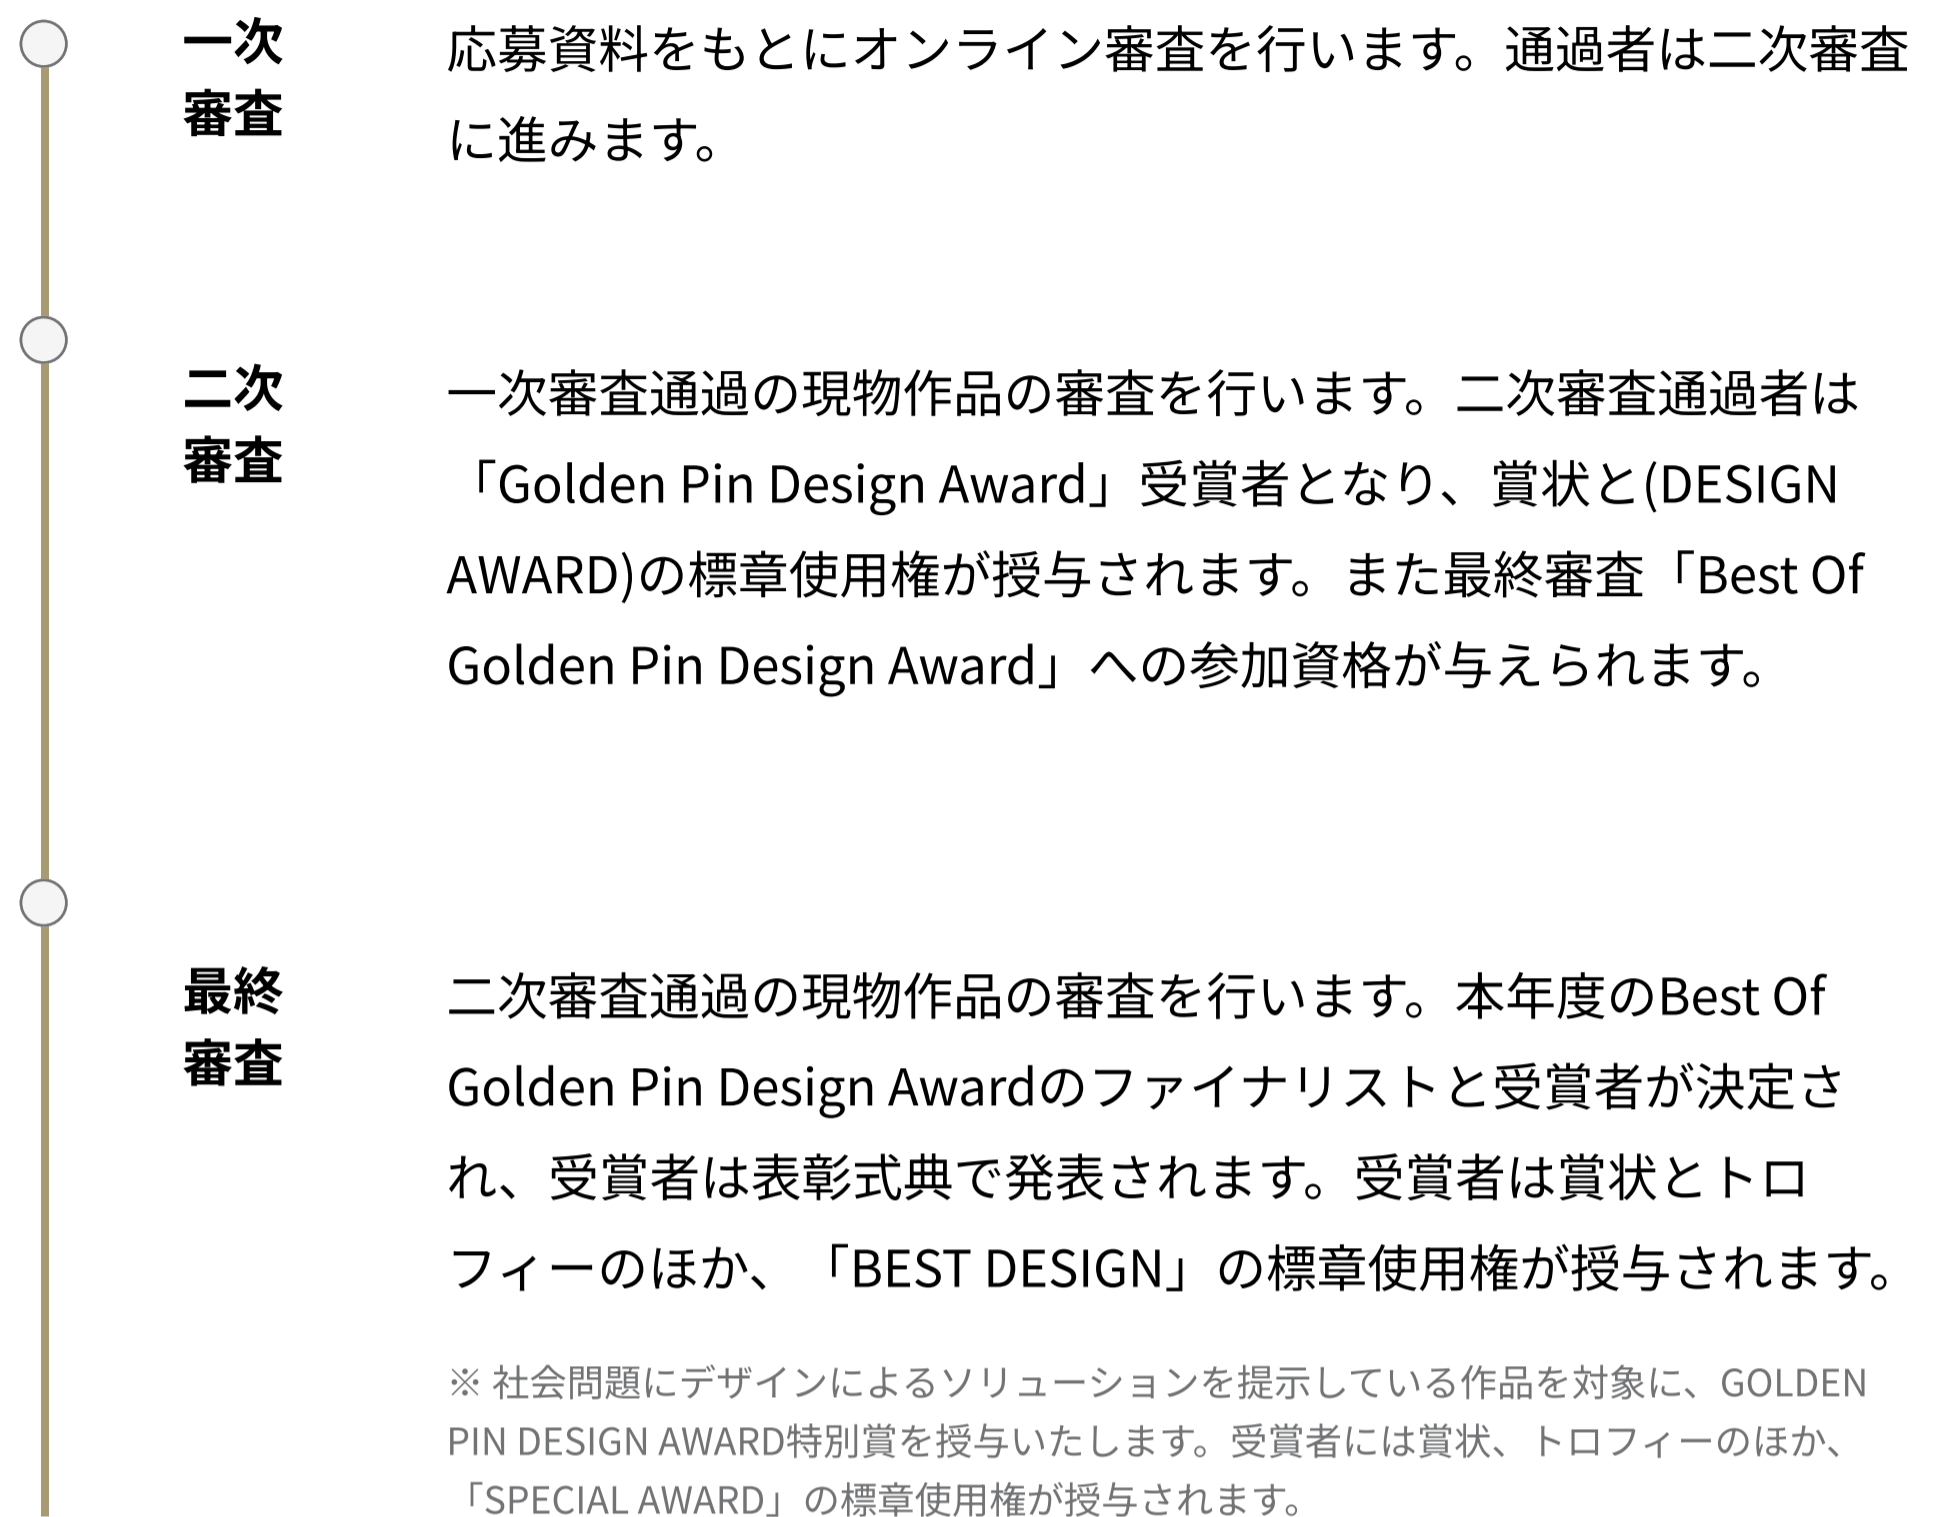 一次
審査
応募資料をもとにオンライン審査を行います。通過者は二次審査
に進みます。
二次
審査
一次審査通過の現物作品の審査を行います。二次審査通過者は
「Golden Pin Design Award」受賞者となり、賞状と(DESIGN
AWARD)の標章使用権が授与されます。また最終審査「Best Of
Golden Pin Design Award」への参加資格が与えられます。
最終
審査
二次審査通過の現物作品の審査を行います。本年度のBest Of
Golden Pin Design Awardのファイナリストと受賞者が決定さ
れ、受賞者は表彰式典で発表されます。受賞者は賞状とトロ
フィーのほか、「BEST DESIGN」の標章使用権が授与されます。
※ 社会問題にデザインによるソリューションを提示している作品を対象に、GOLDEN
PIN DESIGN AWARD特別賞を授与いたします。受賞者には賞状、トロフィーのほか、
「SPECIAL AWARD」の標章使用権が授与されます。